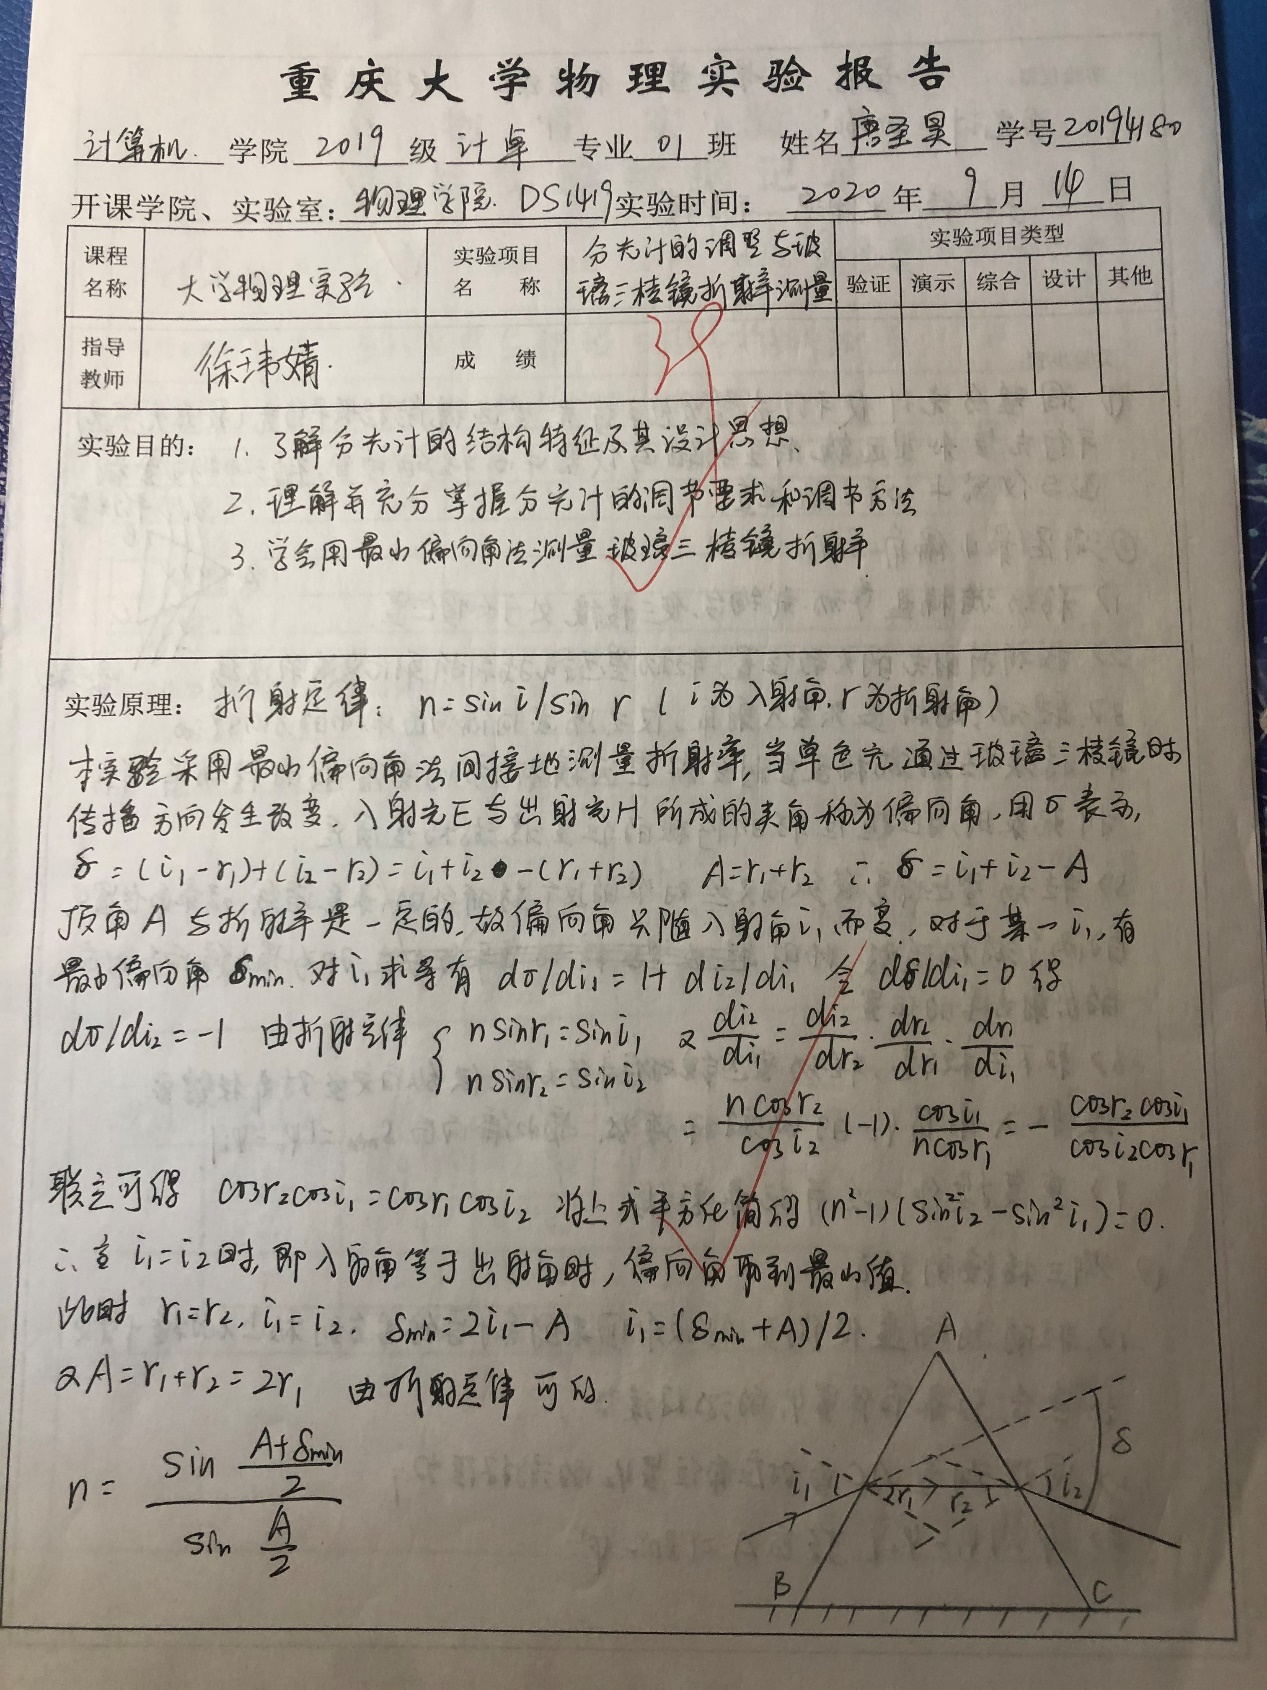 重庆大学物理实验报告
计算机 学院 2019 级 计卓 专业 01 班 姓名 唐圣昊 学号 20194180
开课学院、实验室: 物理学院 DS1419 实验时间: 2020 年 9 月 14 日
课程名称 大学物理实验 实验项目名称 分光计的调整与玻璃三棱镜折射率测量 实验项目类型
验证 演示 综合 设计 其他
指导教师 徐玮婧 成绩 39
实验目的: 1. 了解分光计的结构特征及其设计思想、
2. 理解并充分掌握分光计的调节要求和调节方法
3. 学会用最小偏向角法测量玻璃三棱镜折射率
实验原理: 折射定律: n=sin i/sin r (i为入射角,r为折射角)
本实验采用最小偏向角法间接地测量折射率,当单色光通过玻璃三棱镜时
传播方向发生改变.入射光E与出射光H所成的夹角称为偏向角,用σ表示,
δ=(i₁-r₁)+(i₂-r₂)=i₁+i₂-(r₁+r₂) A=r₁+r₂ ∴ δ=i₁+i₂-A
顶角A与折射率是一定的,故偏向角只随入射角i₁而变,对于某一i₁,有
最小偏向角δmin.对i₁求导有 dσ/di₁=1+di₂/di₁ 令 dδ/di₁=0 得
dσ/di₂=-1 由折射定律 { n sinr₁=sin i₁ n sinr₂=sin i₂ 又 di₂/di₁ = di₂/dr₂ · dr₂/dr₁ · dr₁/di₁
= n cosr₂/cos i₂ (-1)· cosi₁/ncosr₁ = - cosr₂cosi₁/cosi₂cosr₁
联立可得 cosr₂cosi₁=cosr₁cosi₂ 将上式平方化简得 (n²-1)(sin²i₂-sin²i₁)=0.
∴当 i₁=i₂时,即入射角等于出射角时,偏向角取到最小值.
此时 r₁=r₂, i₁=i₂. δmin=2i₁-A i₁=(δmin+A)/2.
又A=r₁+r₂=2r₁ 由折射定律可得.
n= sin (A+δmin)/2 / sin A/2
A
i₁ r₁ r₂ i₂ δ
B C